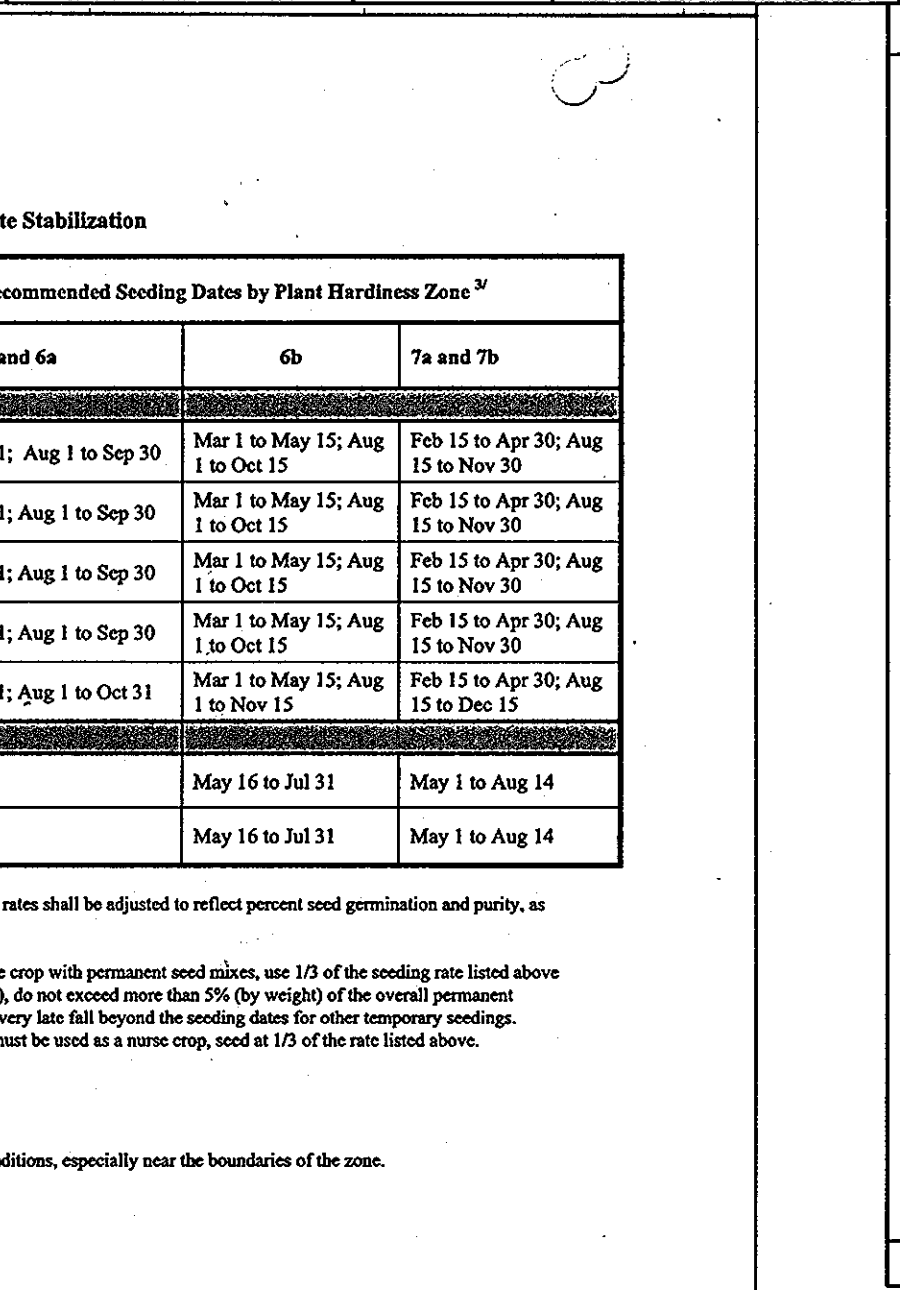 te Stabilization
ecommended Seeding Dates by Plant Hardiness Zone 3/
and 6a
6b
7a and 7b
1; Aug 1 to Sep 30
Mar 1 to May 15; Aug
1 to Oct 15
Feb 15 to Apr 30; Aug
15 to Nov 30
1; Aug 1 to Sep 30
Mar 1 to May 15; Aug
1 to Oct 15
Feb 15 to Apr 30; Aug
15 to Nov 30
1; Aug 1 to Sep 30
Mar 1 to May 15; Aug
1 to Oct 15
Feb 15 to Apr 30; Aug
15 to Nov 30
1; Aug 1 to Sep 30
Mar 1 to May 15; Aug
1 to Oct 15
Feb 15 to Apr 30; Aug
15 to Nov 30
1; Aug 1 to Oct 31
Mar 1 to May 15; Aug
1 to Nov 15
Feb 15 to Apr 30; Aug
15 to Dec 15
May 16 to Jul 31
May 1 to Aug 14
May 16 to Jul 31
May 1 to Aug 14
rates shall be adjusted to reflect percent seed germination and purity, as
e crop with permanent seed mixes, use 1/3 of the seeding rate listed above
), do not exceed more than 5% (by weight) of the overall permanent
very late fall beyond the seeding dates for other temporary seedings.
nust be used as a nurse crop, seed at 1/3 of the rate listed above.
ditions, especially near the boundaries of the zone.